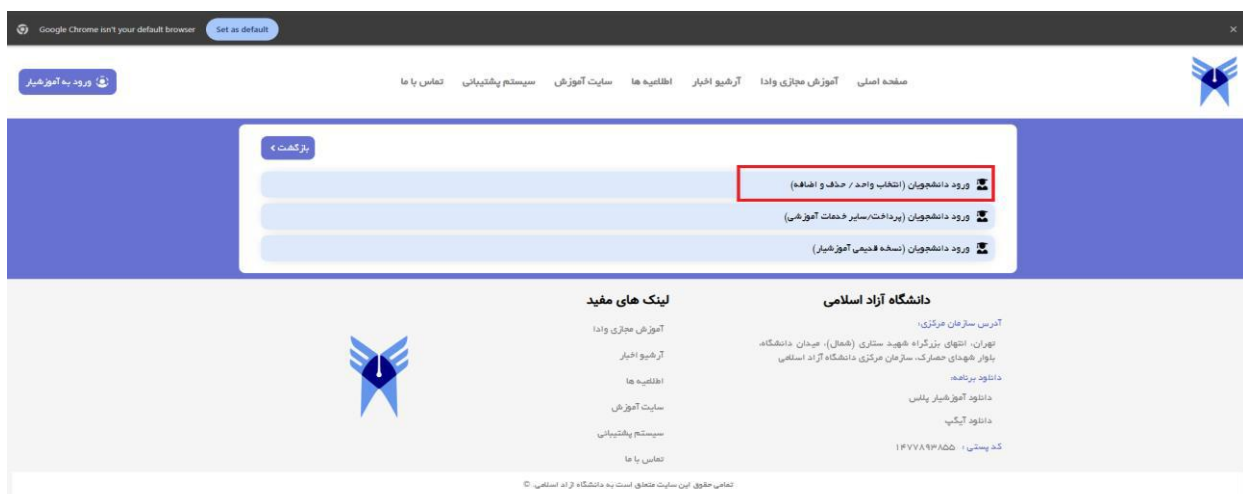 Google Chrome isn't your default browser Set as default
صفحه اصلی آموزش مجازی وادا آرشیو اخبار اطلاعیه ها سایت آموزش سیستم پشتیبانی تماس با ما ورود به آموزشیار
بازگشت
ورود دانشجویان (انتخاب واحد / حذف و اضافه)
ورود دانشجویان (پرداخت/سایر خدمات آموزشی)
ورود دانشجویان (نسخه قدیمی آموزشیار)
دانشگاه آزاد اسلامی
آدرس سازمان مرکزی:
تهران، انتهای بزرگراه شهید ستاری (شمال)، میدان دانشگاه،
بلوار شهدای حصارک، سازمان مرکزی دانشگاه آزاد اسلامی
دانلود برنامه:
دانلود آموزشیار پلاس
دانلود آیکپ
کد پستی: ۱۴۷۷۸۹۳۸۵۵
لینک های مفید
آموزش مجازی وادا
آرشیو اخبار
اطلاعیه ها
سایت آموزش
سیستم پشتیبانی
تماس با ما
تمامی حقوق این سایت متعلق است به دانشگاه آزاد اسلامی. ©